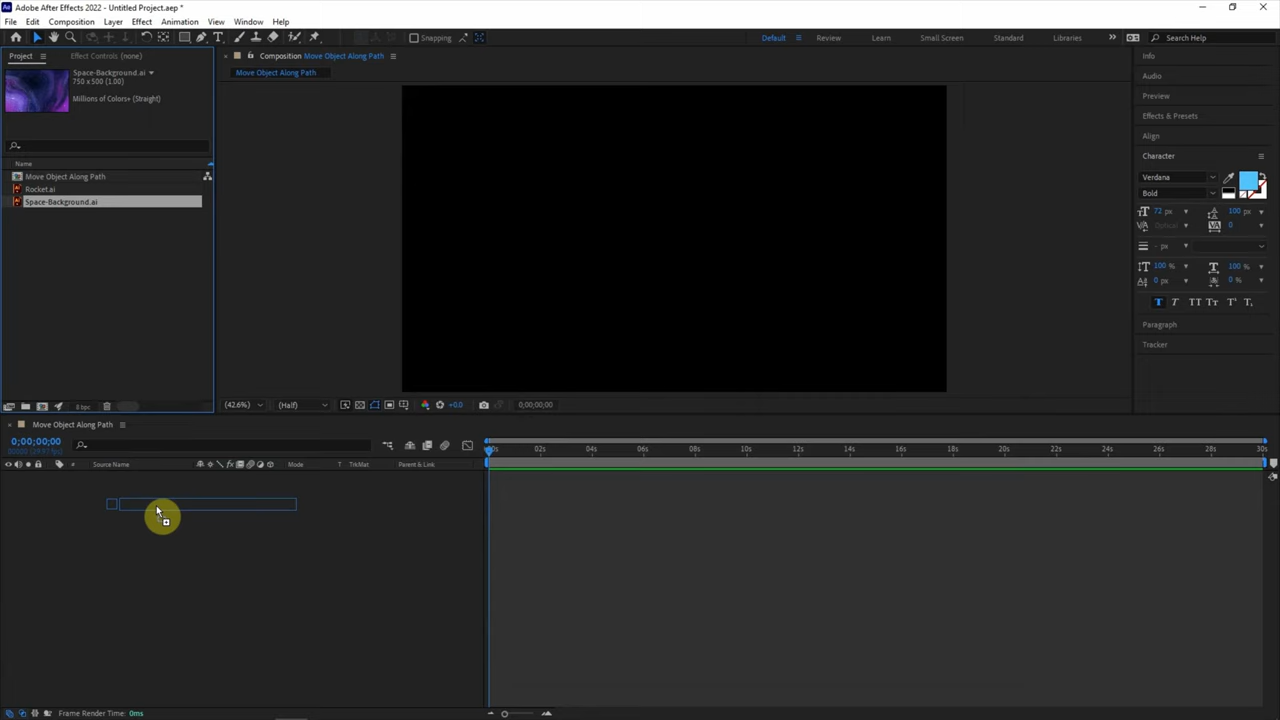 Adobe After Effects 2022 - Untitled Project.aep *
File Edit Composition Layer Effect Animation View Window Help
Snapping
Default Review Learn Small Screen Standard Libraries Search Help
Project Effect Controls (none)
Composition Move Object Along Path
Move Object Along Path
Space-Background.ai
750 x 500 (1.00)
Millions of Colors+ (Straight)
Name
Move Object Along Path
Rocket.ai
Space-Background.ai
8 bpc
(42.6%) (Half) +0.0 0;00;00;00
Info
Audio
Preview
Effects & Presets
Align
Character
Verdana
Bold
72 px 100 px
Optical 0
- px
100 % 100 %
0 px 0 %
Paragraph
Tracker
Move Object Along Path
0;00;00;00
00000 (29.97 fps)
# Source Name Mode T TrkMat Parent & Link
02s 04s 06s 08s 10s 12s 14s 16s 18s 20s 22s 24s 26s 28s 30s
Frame Render Time: 0ms